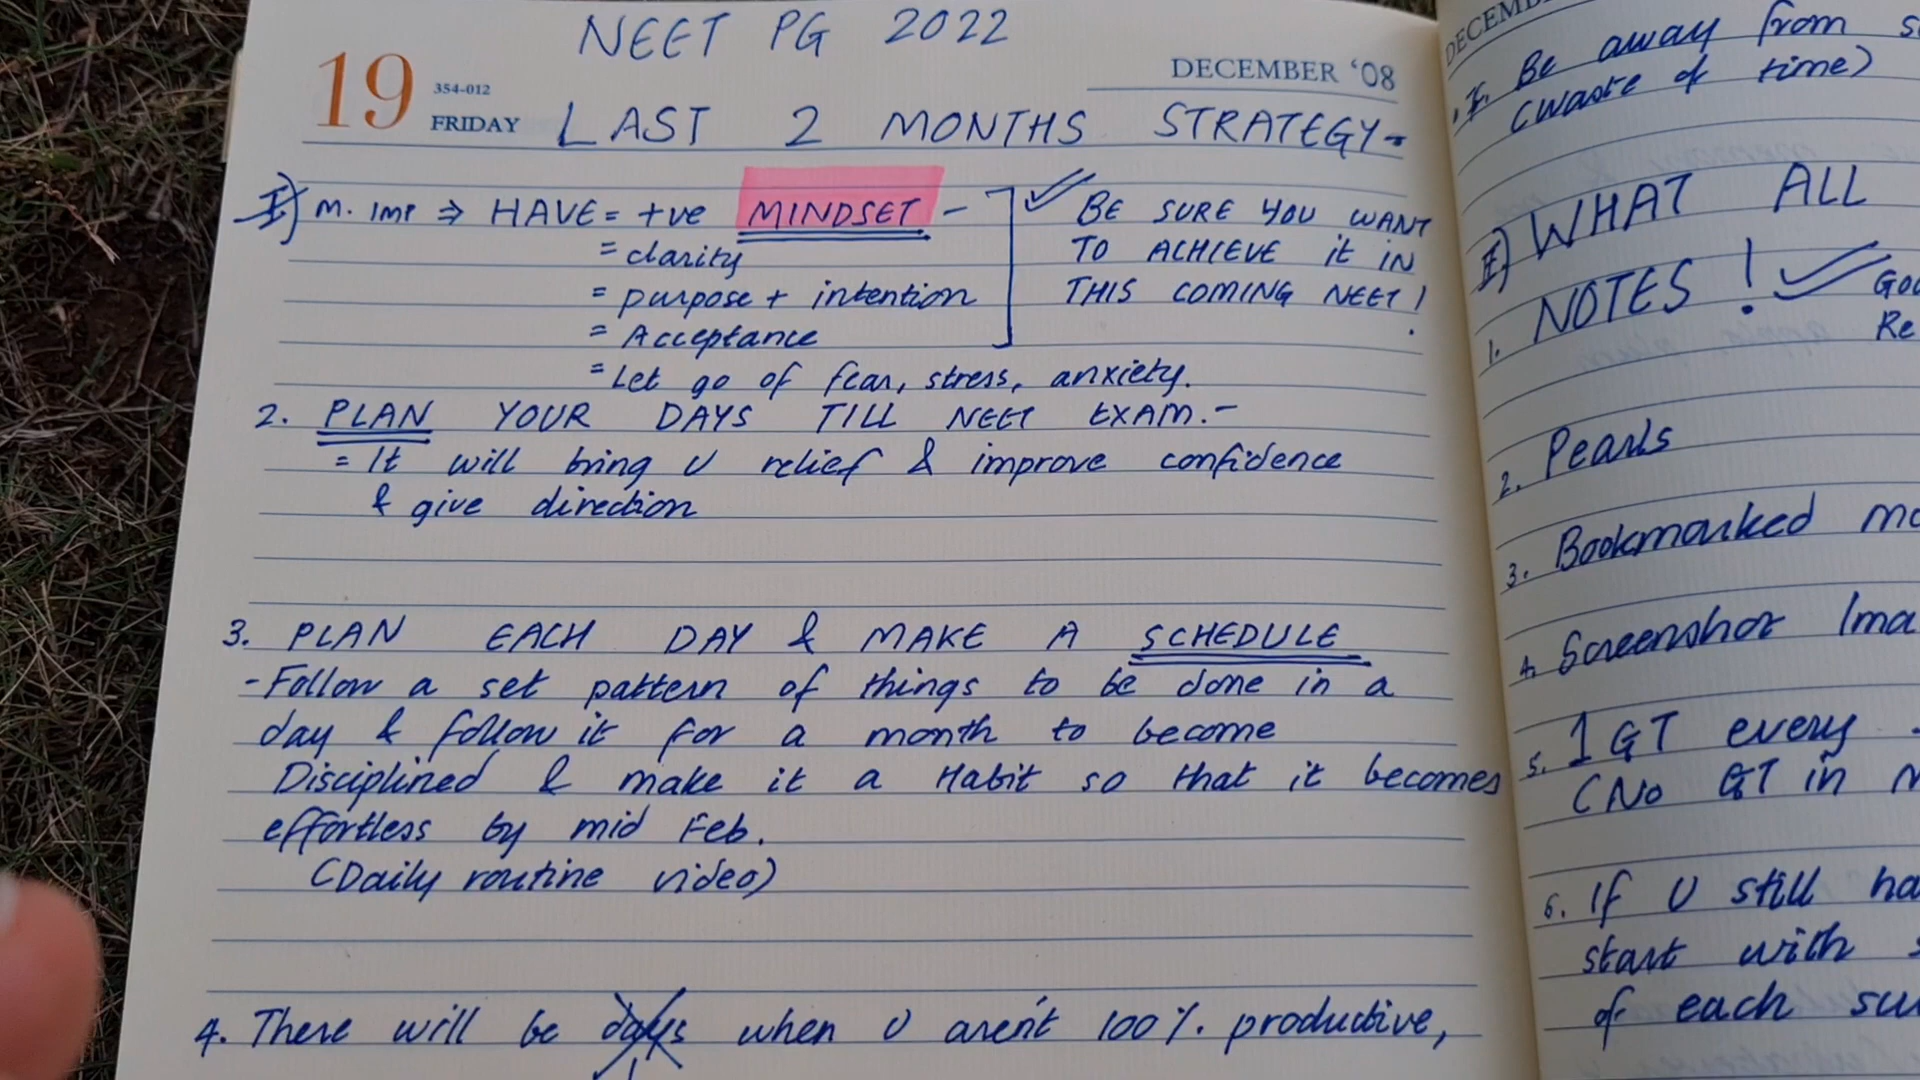 NEET PG 2022
19
354-012
FRIDAY
DECEMBER '08
LAST 2 MONTHS STRATEGY-
I) M. IMP ⇒ HAVE = +ve MINDSET -
= clarity
= purpose + intention
= Acceptance
= Let go of fear, stress, anxiety.
BE SURE YOU WANT
TO ACHIEVE it IN
THIS COMING NEET!
2. PLAN YOUR DAYS TILL NEET EXAM.-
= It will bring U relief & improve confidence
& give direction
3. PLAN EACH DAY & MAKE A SCHEDULE
- Follow a set pattern of things to be done in a
day & follow it for a month to become
Disciplined & make it a Habit so that it becomes
effortless by mid Feb.
(Daily routine video)
4. There will be days when U aren't 100%. productive,
Be away from
(waste of time)
II) WHAT ALL
1. NOTES!
Re
2. Pearls
3. Bookmarked
4. Screenshot
5. 1 GT every
(No GT in
6. If U still
start with
of each